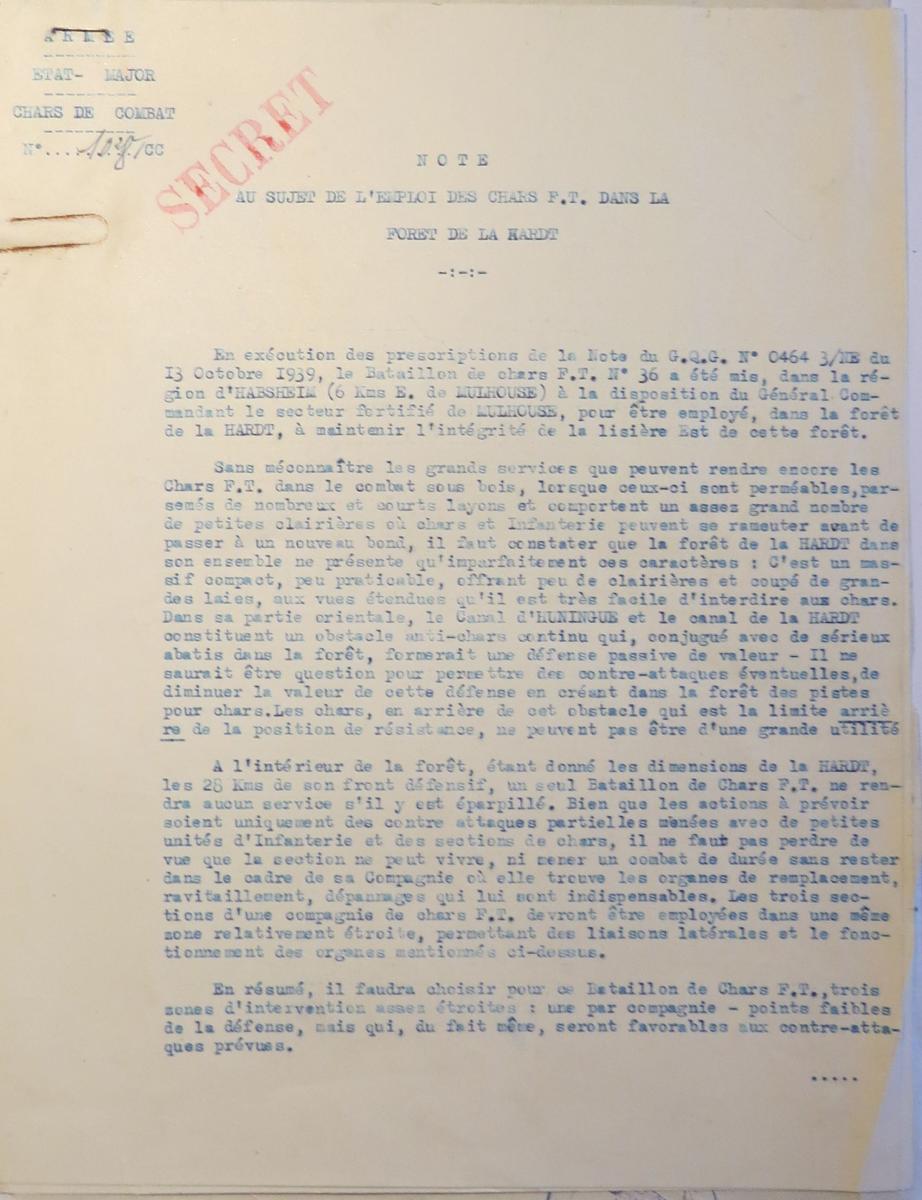 ARMEE
ETAT- MAJOR
CHARS DE COMBAT
N°..... /CC
SECRET
N O T E
AU SUJET DE L'EMPLOI DES CHARS F.T. DANS LA
FORET DE LA HARDT
-:-:-
En exécution des prescriptions de la Note du G.Q.G. N° 0464 3/NE du
13 Octobre 1939, le Bataillon de chars F.T. N° 36 a été mis, dans la ré-
gion d'HABSHEIM (6 Kms E. de MULHOUSE) à la disposition du Général Com-
mandant le secteur fortifié de MULHOUSE, pour être employé, dans la forêt
de la HARDT, à maintenir l'intégrité de la lisière Est de cette forêt.
Sans méconnaître les grands services que peuvent rendre encore les
Chars F.T. dans le combat sous bois, lorsque ceux-ci sont perméables,par-
semés de nombreux et courts layons et comportent un assez grand nombre
de petites clairières où chars et Infanterie peuvent se rameuter avant de
passer à un nouveau bond, il faut constater que la forêt de la HARDT dans
son ensemble ne présente qu'imparfaitement ces caractères : C'est un mas-
sif compact, peu praticable, offrant peu de clairières et coupé de gran-
des laies, aux vues étendues qu'il est très facile d'interdire aux chars.
Dans sa partie orientale, le Canal d'HUNINGUE et le canal de la HARDT
constituent un obstacle anti-chars continu qui, conjugué avec de sérieux
abatis dans la forêt, formerait une défense passive de valeur - Il ne
saurait être question pour permettre des contre-attaques éventuelles,de
diminuer la valeur de cette défense en créant dans la forêt des pistes
pour chars.Les chars, en arrière de cet obstacle qui est la limite arriè
re de la position de résistance, ne peuvent pas être d'une grande utilité
A l'intérieur de la forêt, étant donné les dimensions de la HARDT,
les 28 Kms de son front défensif, un seul Bataillon de Chars F.T. ne ren-
dra aucun service s'il y est éparpillé. Bien que les actions à prévoir
soient uniquement des contre attaques partielles menées avec de petites
unités d'Infanterie et des sections de chars, il ne faut pas perdre de
vue que la section ne peut vivre, ni mener un combat de durée sans rester
dans le cadre de sa Compagnie où elle trouve les organes de remplacement,
ravitaillement, dépannages qui lui sont indispensables. Les trois sec-
tions d'une compagnie de chars F.T. devront être employées dans une même
zone relativement étroite, permettant des liaisons latérales et le fonc-
tionnement des organes mentionnés ci-dessus.
En résumé, il faudra choisir pour ce Bataillon de Chars F.T.,trois
zones d'intervention assez étroites : une par compagnie - points faibles
de la défense, mais qui, du fait même, seront favorables aux contre-atta-
ques prévues.
.....